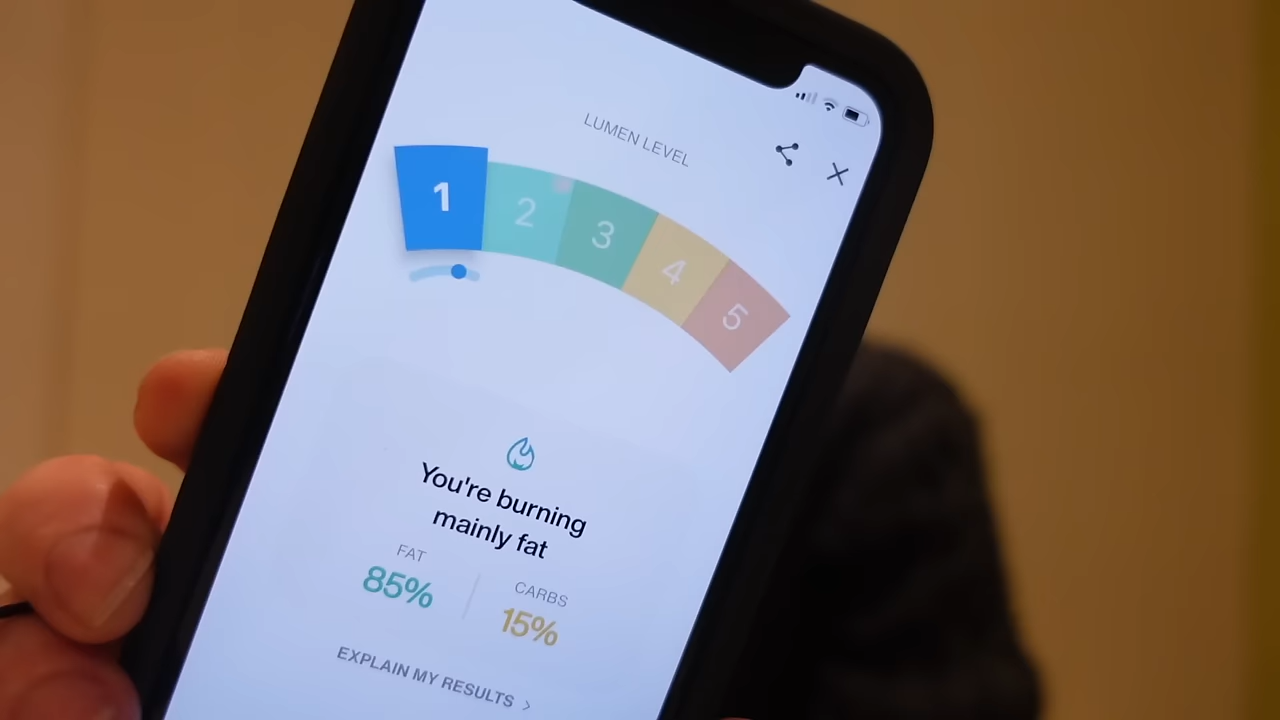 LUMEN LEVEL
1
2
3
4
5
You're burning
mainly fat
FAT
85%
CARBS
15%
EXPLAIN MY RESULTS >